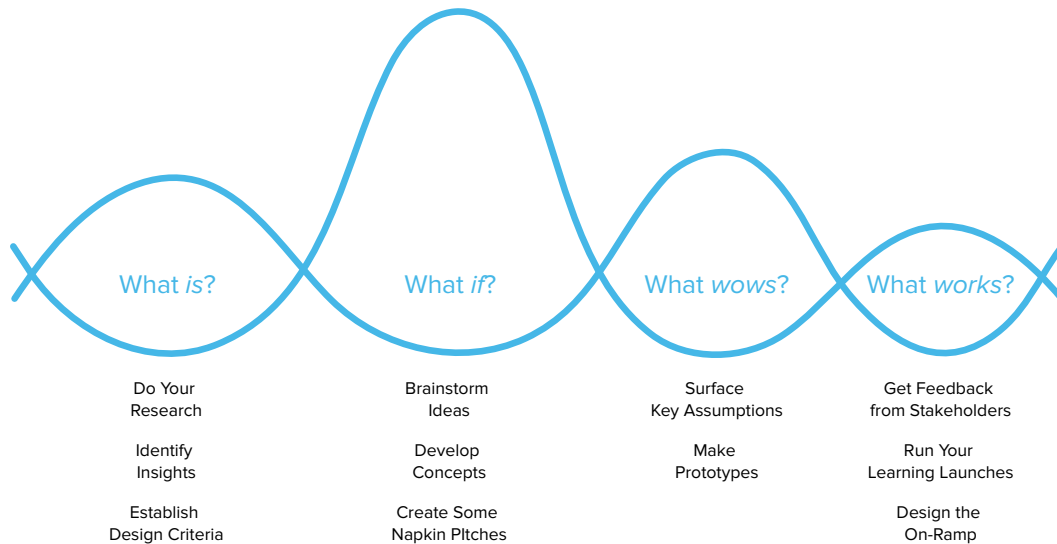 What is?
What if?
What wows?
What works?
Do Your
Research
Identify
Insights
Establish
Design Criteria
Brainstorm
Ideas
Develop
Concepts
Create Some
Napkin PItches
Surface
Key Assumptions
Make
Prototypes
Get Feedback
from Stakeholders
Run Your
Learning Launches
Design the
On-Ramp